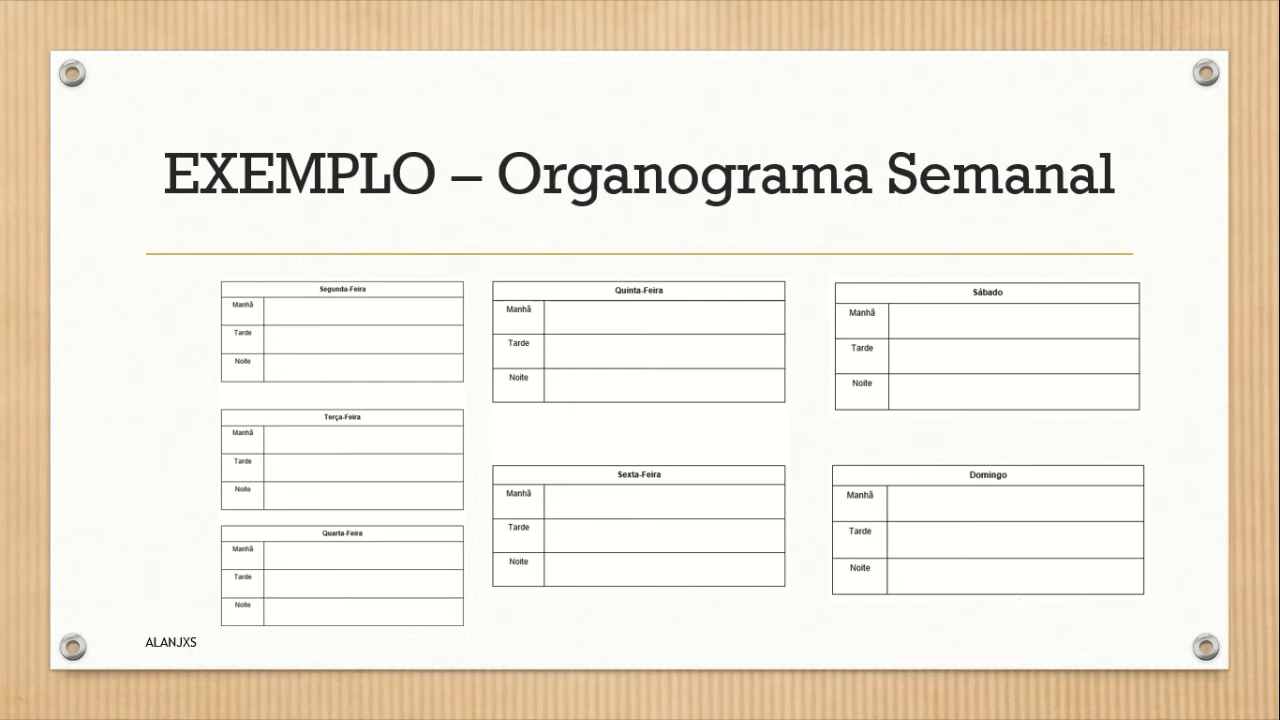 EXEMPLO – Organograma Semanal
Segunda-Feira
Manhã
Tarde
Noite
Terça-Feira
Manhã
Tarde
Noite
Quarta-Feira
Manhã
Tarde
Noite
Quinta-Feira
Manhã
Tarde
Noite
Sexta-Feira
Manhã
Tarde
Noite
Sábado
Manhã
Tarde
Noite
Domingo
Manhã
Tarde
Noite
ALANJXS